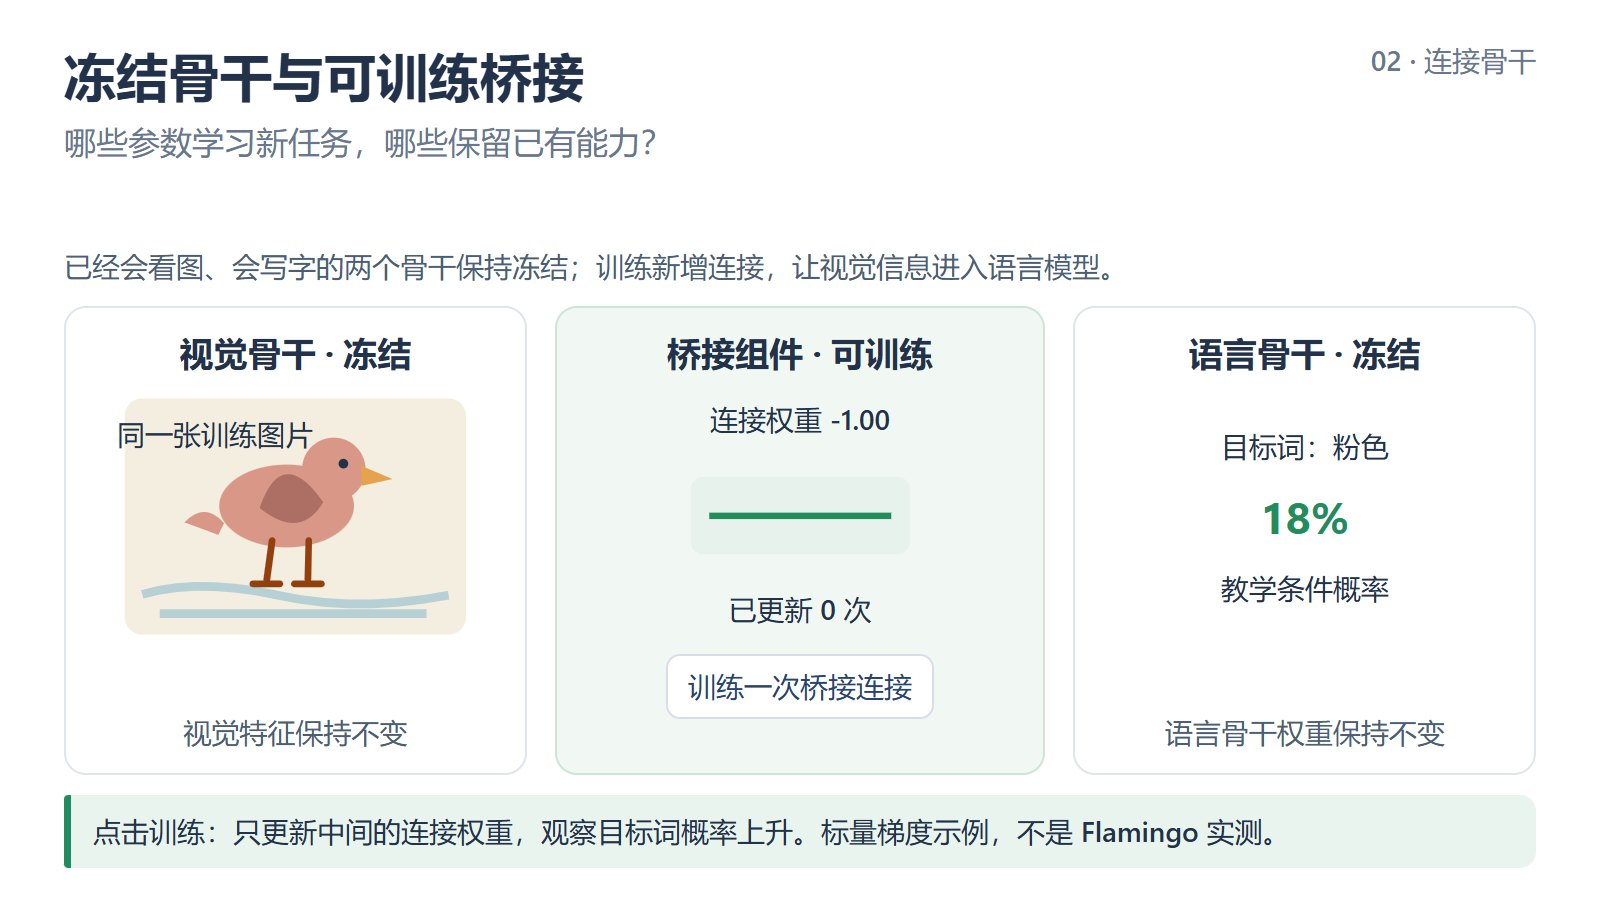 冻结骨干与可训练桥接
02 · 连接骨干
哪些参数学习新任务，哪些保留已有能力？
已经会看图、会写字的两个骨干保持冻结；训练新增连接，让视觉信息进入语言模型。
视觉骨干 · 冻结
同一张训练图片
视觉特征保持不变
桥接组件 · 可训练
连接权重 -1.00
已更新 0 次
训练一次桥接连接
语言骨干 · 冻结
目标词：粉色
18%
教学条件概率
语言骨干权重保持不变
点击训练：只更新中间的连接权重，观察目标词概率上升。标量梯度示例，不是 Flamingo 实测。